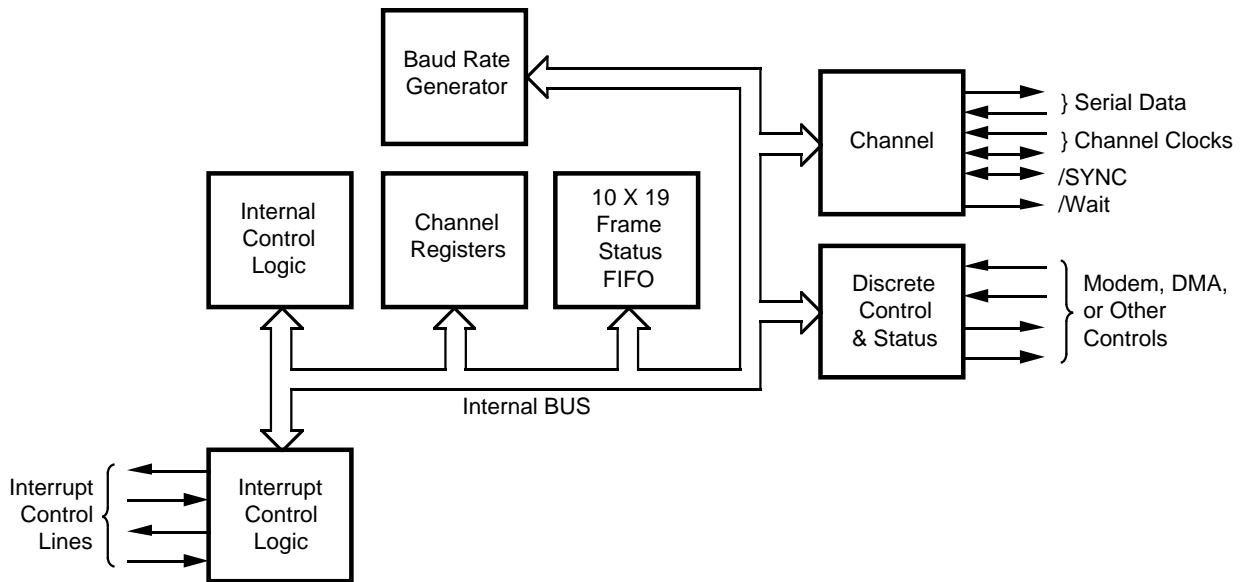 Baud Rate
Generator
Channel
} Serial Data
} Channel Clocks
/SYNC
/Wait
Internal
Control
Logic
Channel
Registers
10 X 19
Frame
Status
FIFO
Discrete
Control
& Status
Modem, DMA,
or Other
Controls
Internal BUS
Interrupt
Control
Lines
Interrupt
Control
Logic